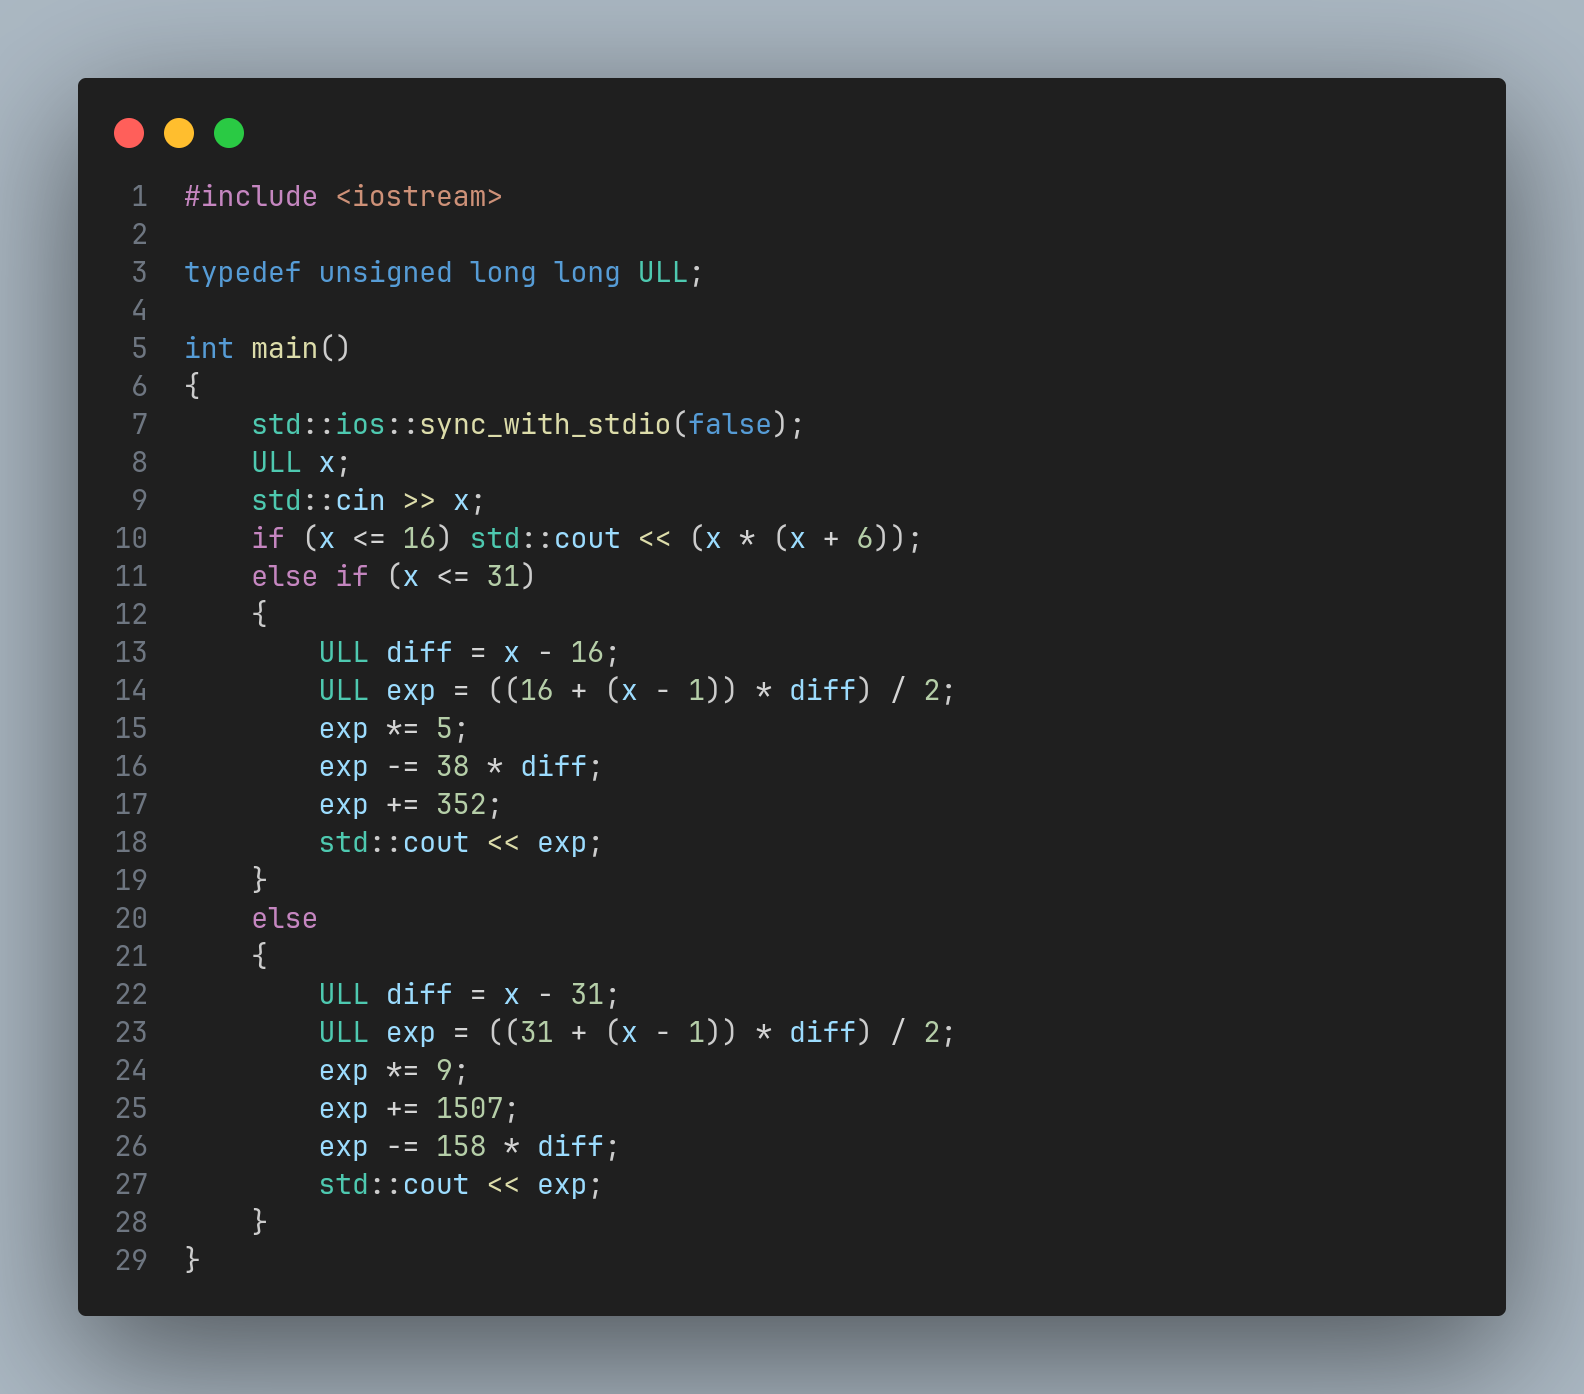 1 #include <iostream>
2
3 typedef unsigned long long ULL;
4
5 int main()
6 {
7     std::ios::sync_with_stdio(false);
8     ULL x;
9     std::cin >> x;
10     if (x <= 16) std::cout << (x * (x + 6));
11     else if (x <= 31)
12     {
13         ULL diff = x - 16;
14         ULL exp = ((16 + (x - 1)) * diff) / 2;
15         exp *= 5;
16         exp -= 38 * diff;
17         exp += 352;
18         std::cout << exp;
19     }
20     else
21     {
22         ULL diff = x - 31;
23         ULL exp = ((31 + (x - 1)) * diff) / 2;
24         exp *= 9;
25         exp += 1507;
26         exp -= 158 * diff;
27         std::cout << exp;
28     }
29 }